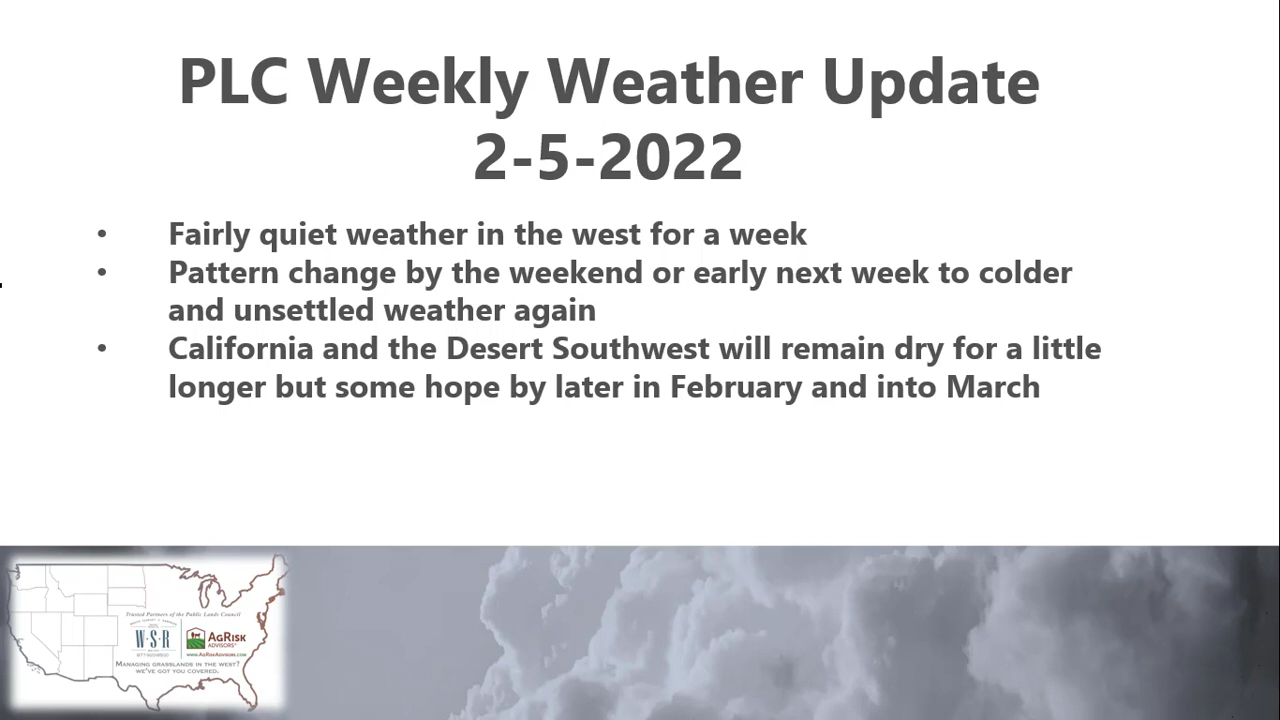 PLC Weekly Weather Update
2-5-2022
• Fairly quiet weather in the west for a week
• Pattern change by the weekend or early next week to colder
and unsettled weather again
• California and the Desert Southwest will remain dry for a little
longer but some hope by later in February and into March
Trusted Partners of the Public Lands Council
W·S·R
AGRISK
ADVISORS
www.AgRiskAdvisors.com
MANAGING GRASSLANDS IN THE WEST?
WE'VE GOT YOU COVERED.